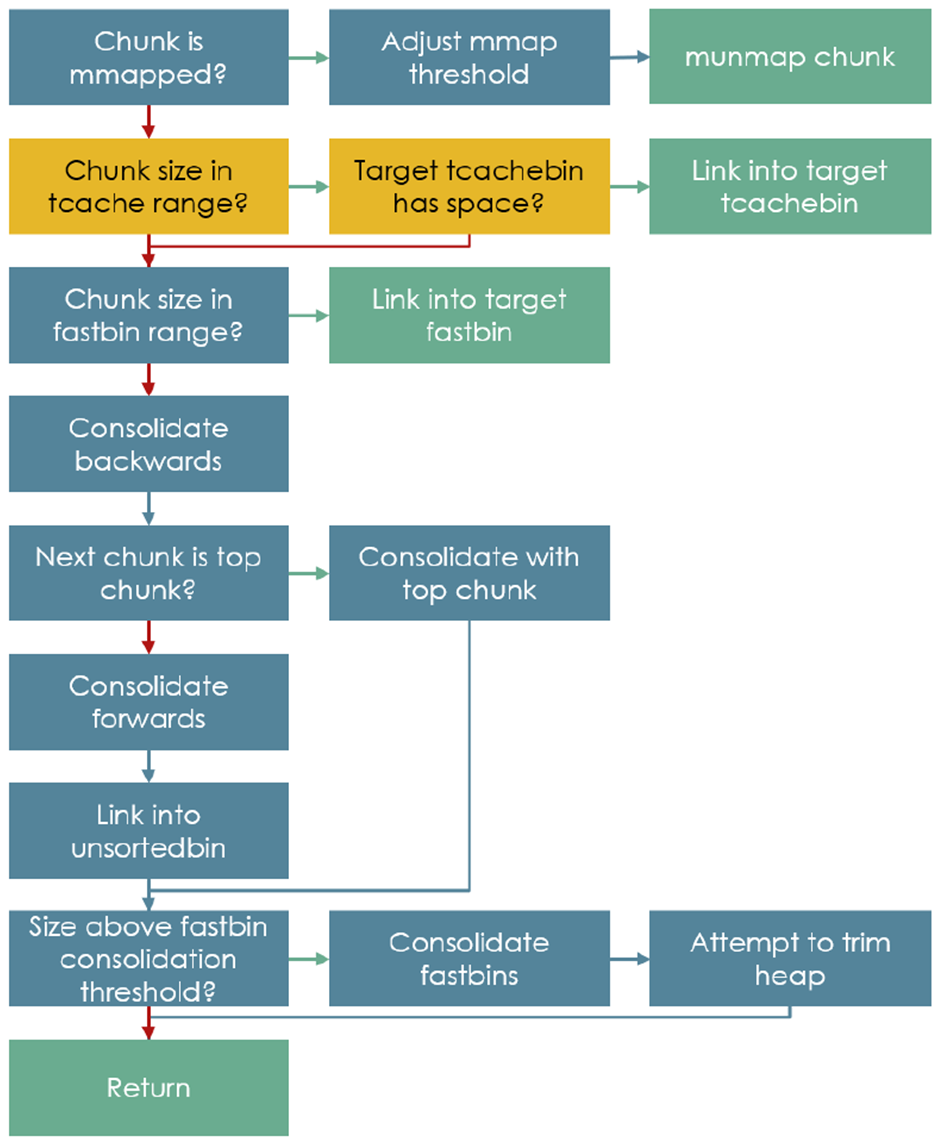 Chunk is
mmapped?
Adjust mmap
threshold
munmap chunk
Chunk size in
tcache range?
Target tcachebin
has space?
Link into target
tcachebin
Chunk size in
fastbin range?
Link into target
fastbin
Consolidate
backwards
Next chunk is top
chunk?
Consolidate with
top chunk
Consolidate
forwards
Link into
unsortedbin
Size above fastbin
consolidation
threshold?
Consolidate
fastbins
Attempt to trim
heap
Return